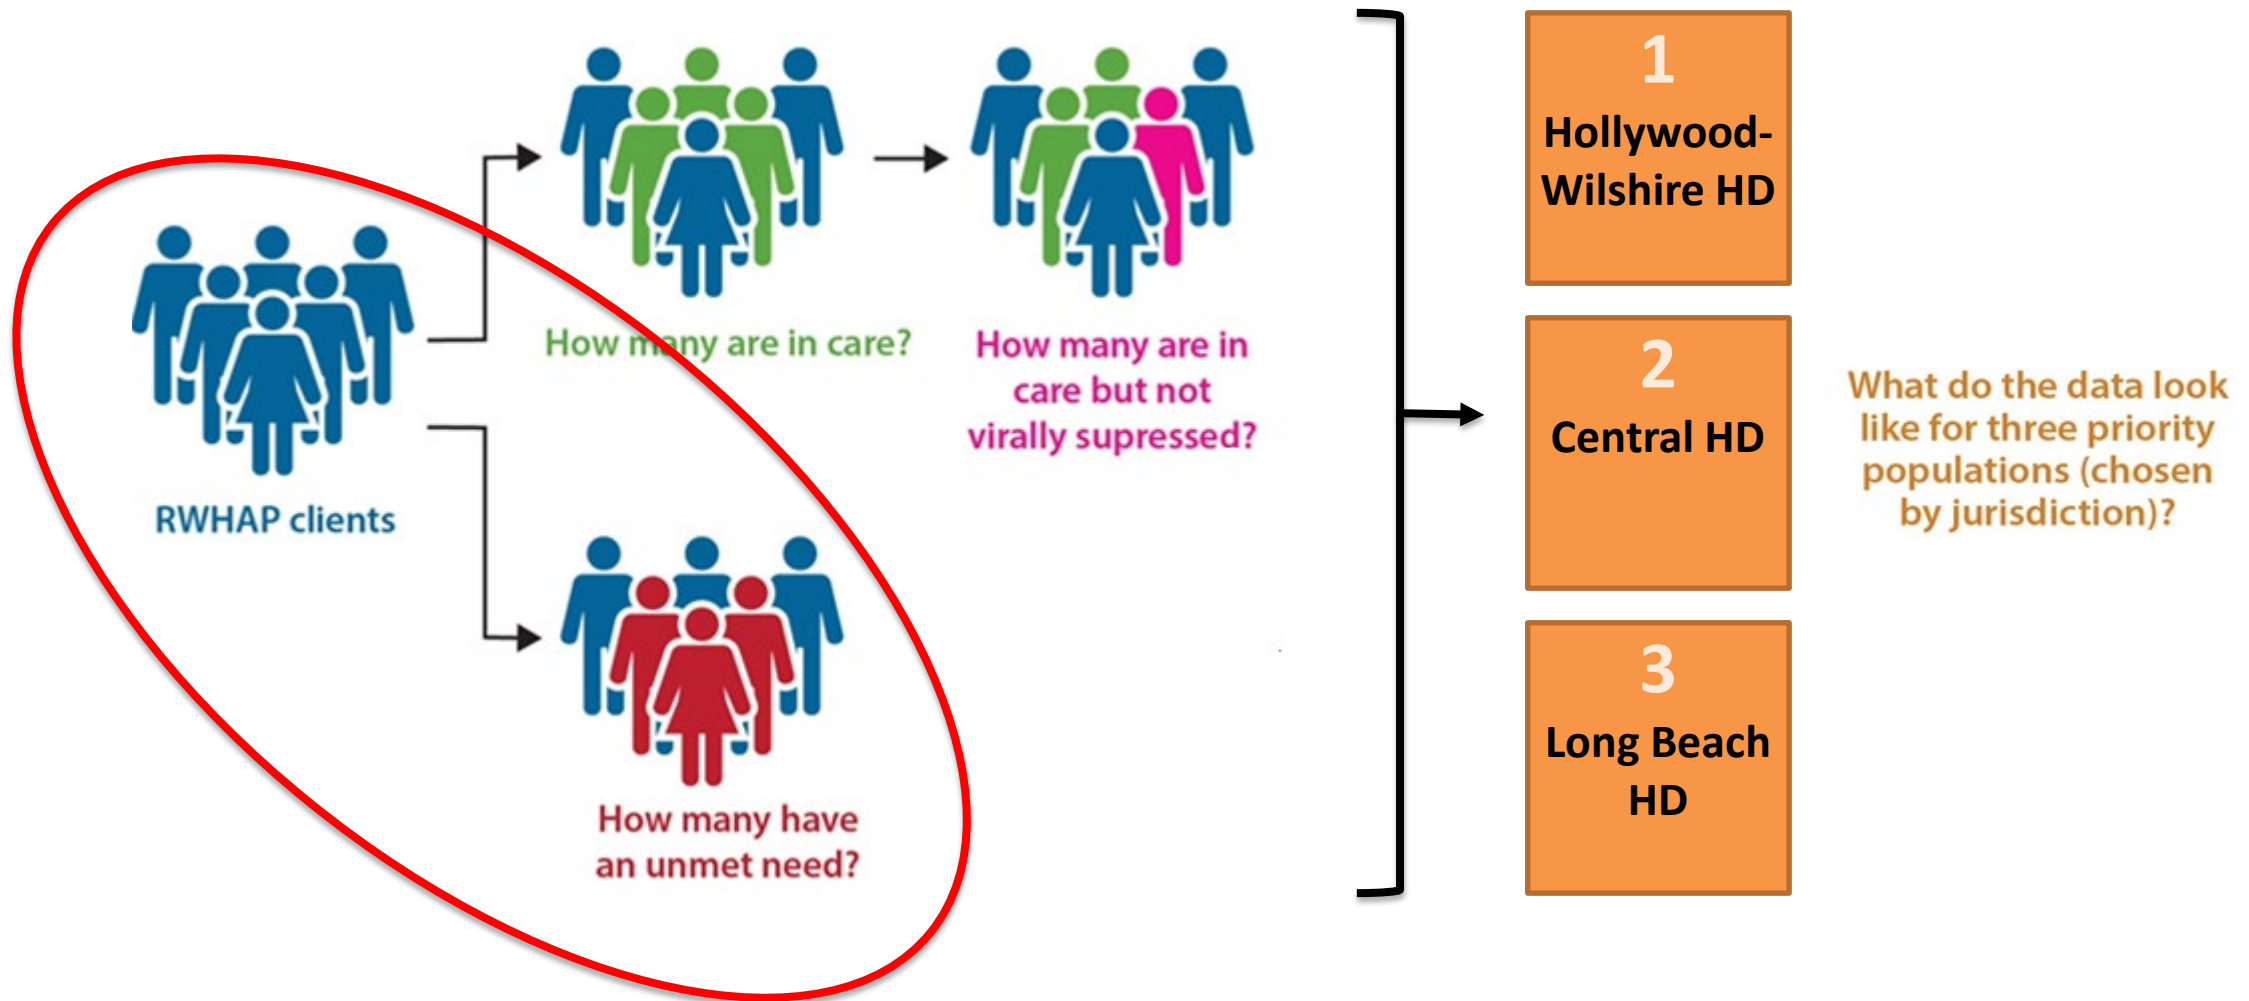 RWHAP clients
How many are in care?
How many are in
care but not
virally supressed?
How many have
an unmet need?
1
Hollywood-
Wilshire HD
2
Central HD
3
Long Beach
HD
What do the data look
like for three priority
populations (chosen
by jurisdiction)?